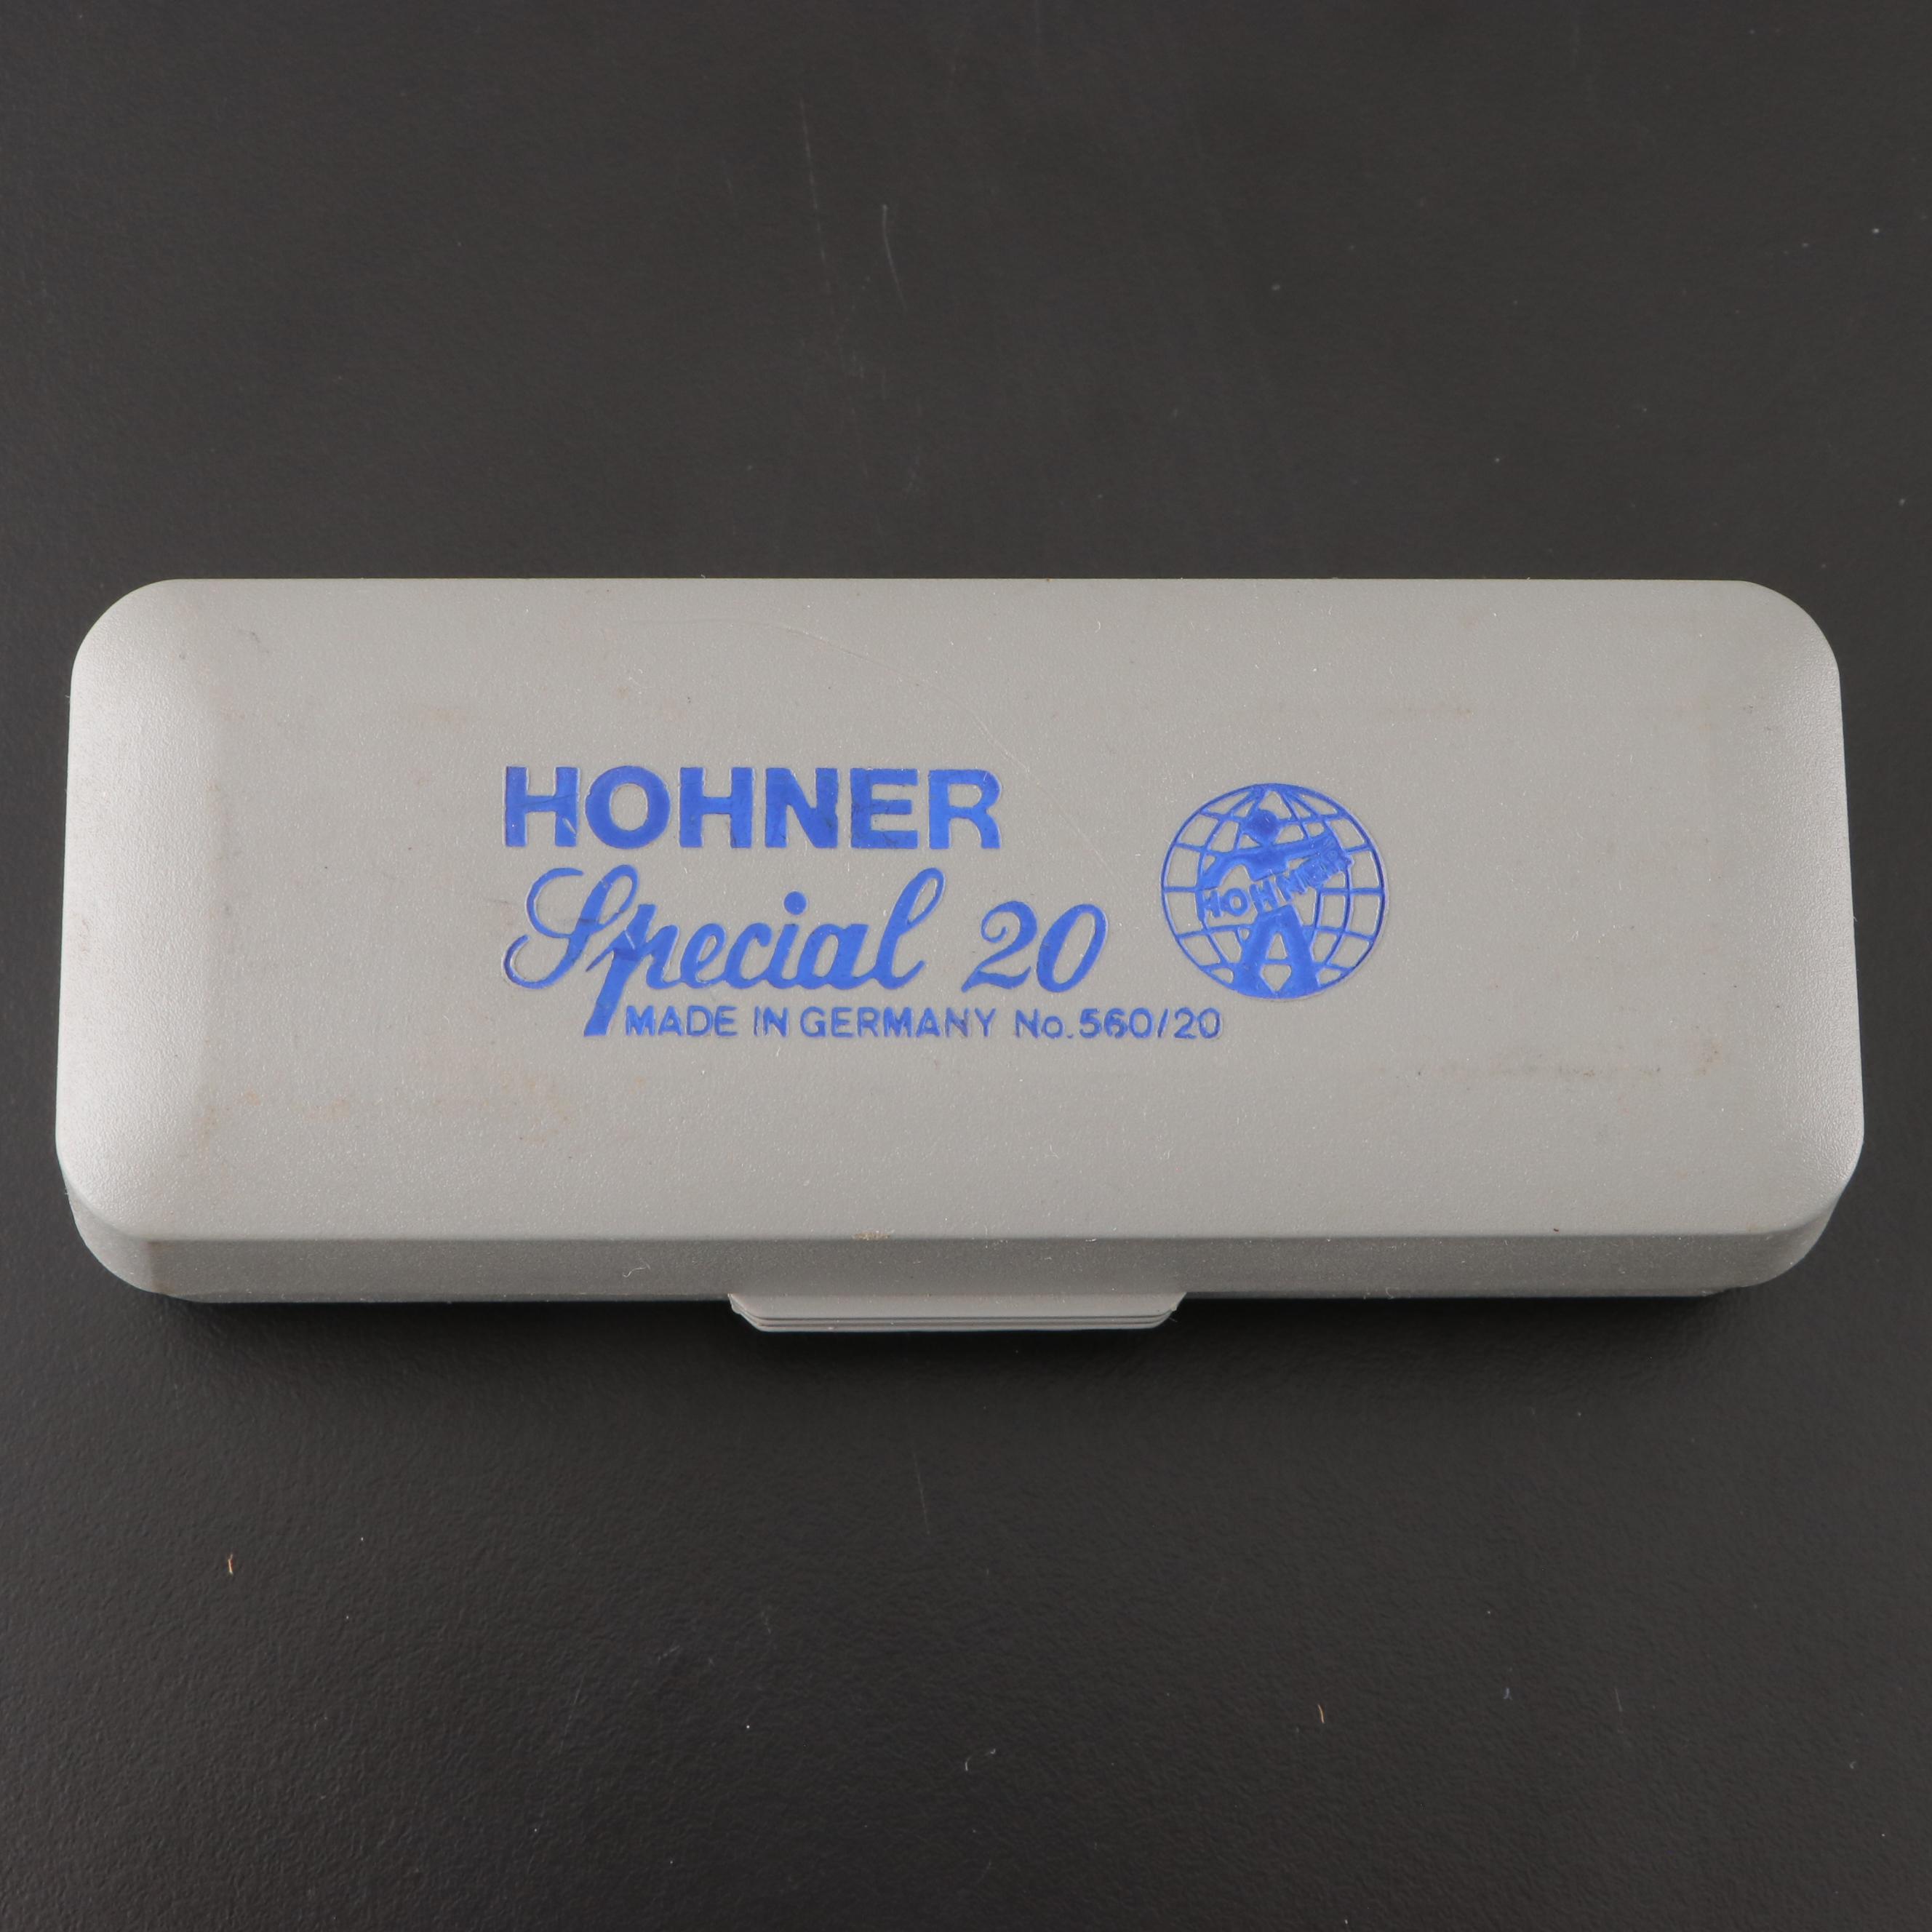 HOHNER
Special 20
MADE IN GERMANY No.560/20
HOHNER